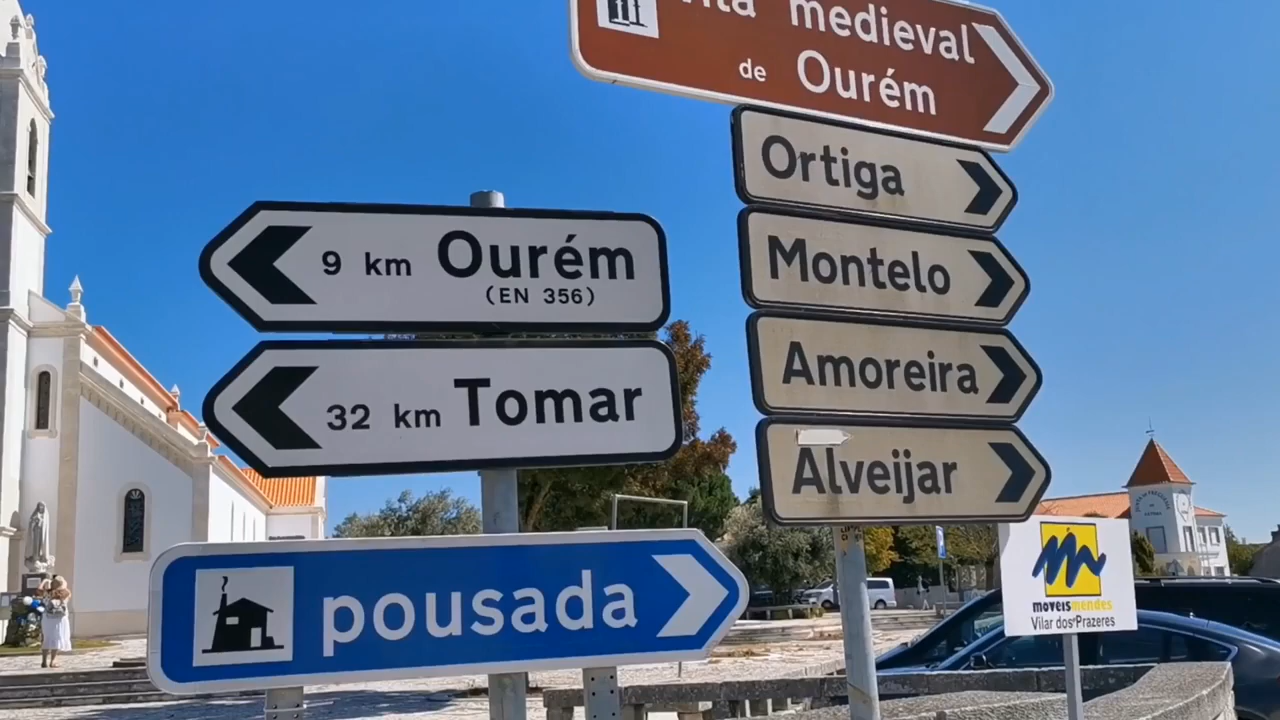 vila medieval
de Ourém
Ortiga
Montelo
Amoreira
Alveijar
9 km Ourém
(EN 356)
32 km Tomar
pousada
moveismendes
Vilar dos Prazeres